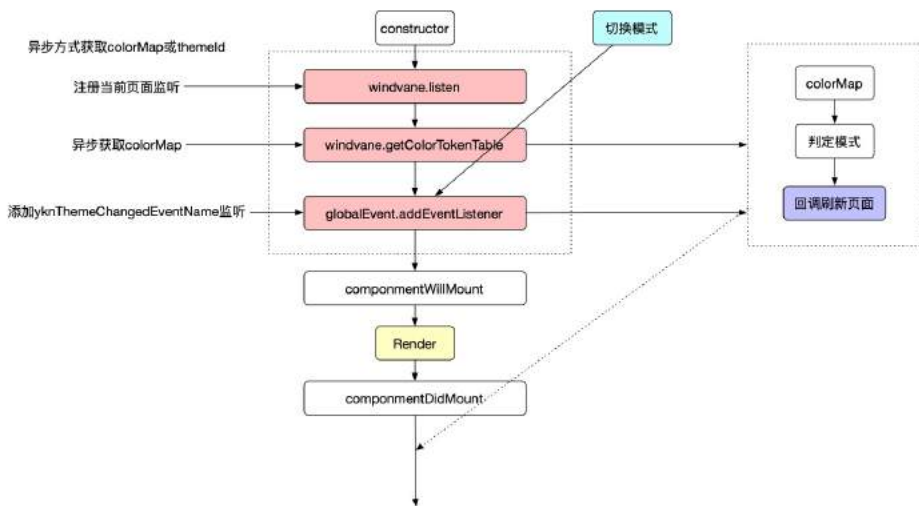 constructor
切换模式
异步方式获取colorMap或themeId
注册当前页面监听
windvane.listen
colorMap
异步获取colorMap
windvane.getColorTokenTable
判定模式
添加yknThemeChangedEventName监听
globalEvent.addEventListener
回调刷新页面
componmentWillMount
Render
componmentDidMount